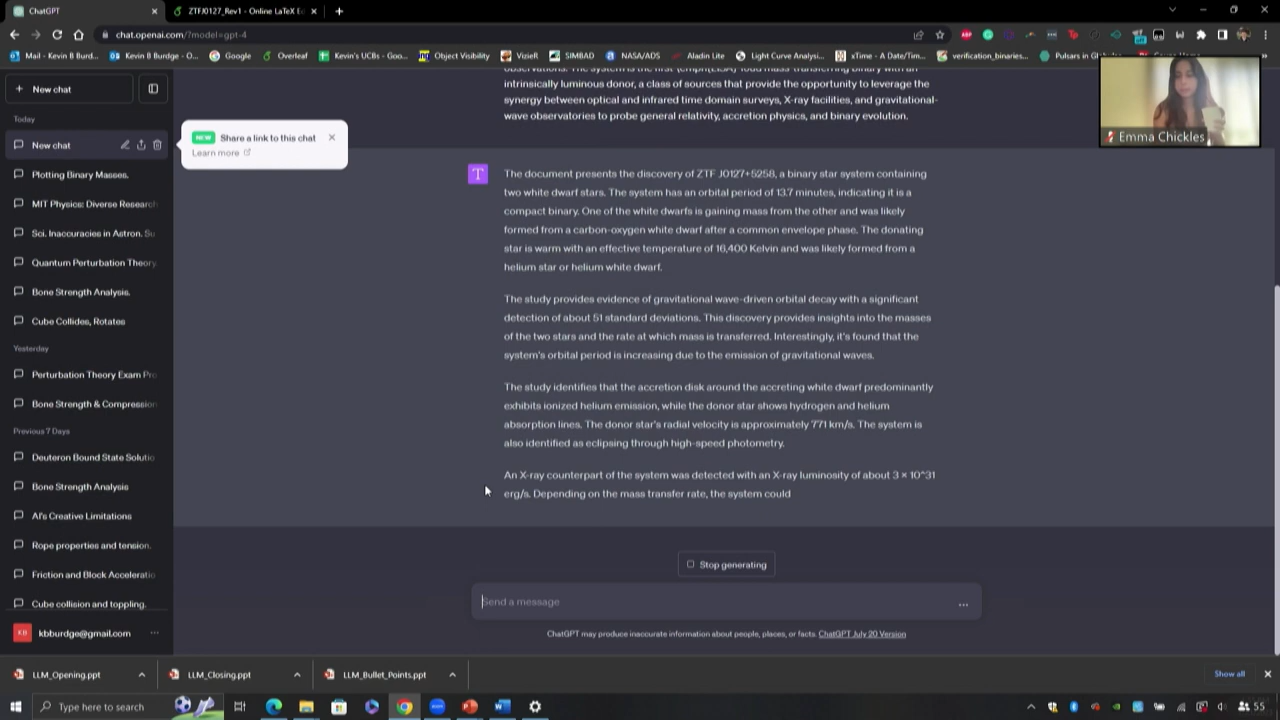 ChatGPT
ZTFJ0127_Rev1 - Online LaTeX Ed
chat.openai.com/?model=gpt-4
Mail - Kevin B Burd...
Kevin B Burdge - O...
Google
Overleaf
Kevin's UCBs - Goo...
Object Visibility
VizieR
SIMBAD
NASA/ADS
Aladin Lite
Light Curve Analysi...
xTime - A Date/Tim...
verification_binaries...
Pulsars in Globular
New chat
Today
New chat
NEW Share a link to this chat
Learn more
Plotting Binary Masses.
MIT Physics: Diverse Research
Sci. Inaccuracies in Astron. Su
Quantum Perturbation Theory
Bone Strength Analysis.
Cube Collides, Rotates
Yesterday
Perturbation Theory Exam Pro
Bone Strength & Compression
Previous 7 Days
Deuteron Bound State Solutio
Bone Strength Analysis
AI's Creative Limitations
Rope properties and tension.
Friction and Block Acceleratio
Cube collision and toppling.
KB kbburdge@gmail.com
intrinsically luminous donor, a class of sources that provide the opportunity to leverage the
synergy between optical and infrared time domain surveys, X-ray facilities, and gravitational-
wave observatories to probe general relativity, accretion physics, and binary evolution.
Emma Chickles
T
The document presents the discovery of ZTF J0127+5258, a binary star system containing
two white dwarf stars. The system has an orbital period of 13.7 minutes, indicating it is a
compact binary. One of the white dwarfs is gaining mass from the other and was likely
formed from a carbon-oxygen white dwarf after a common envelope phase. The donating
star is warm with an effective temperature of 16,400 Kelvin and was likely formed from a
helium star or helium white dwarf.
The study provides evidence of gravitational wave-driven orbital decay with a significant
detection of about 51 standard deviations. This discovery provides insights into the masses
of the two stars and the rate at which mass is transferred. Interestingly, it's found that the
system's orbital period is increasing due to the emission of gravitational waves.
The study identifies that the accretion disk around the accreting white dwarf predominantly
exhibits ionized helium emission, while the donor star shows hydrogen and helium
absorption lines. The donor star's radial velocity is approximately 771 km/s. The system is
also identified as eclipsing through high-speed photometry.
An X-ray counterpart of the system was detected with an X-ray luminosity of about 3 × 10^31
erg/s. Depending on the mass transfer rate, the system could
Stop generating
Send a message
ChatGPT may produce inaccurate information about people, places, or facts. ChatGPT July 20 Version
LLM_Opening.ppt
LLM_Closing.ppt
LLM_Bullet_Points.ppt
Show all
Type here to search
55